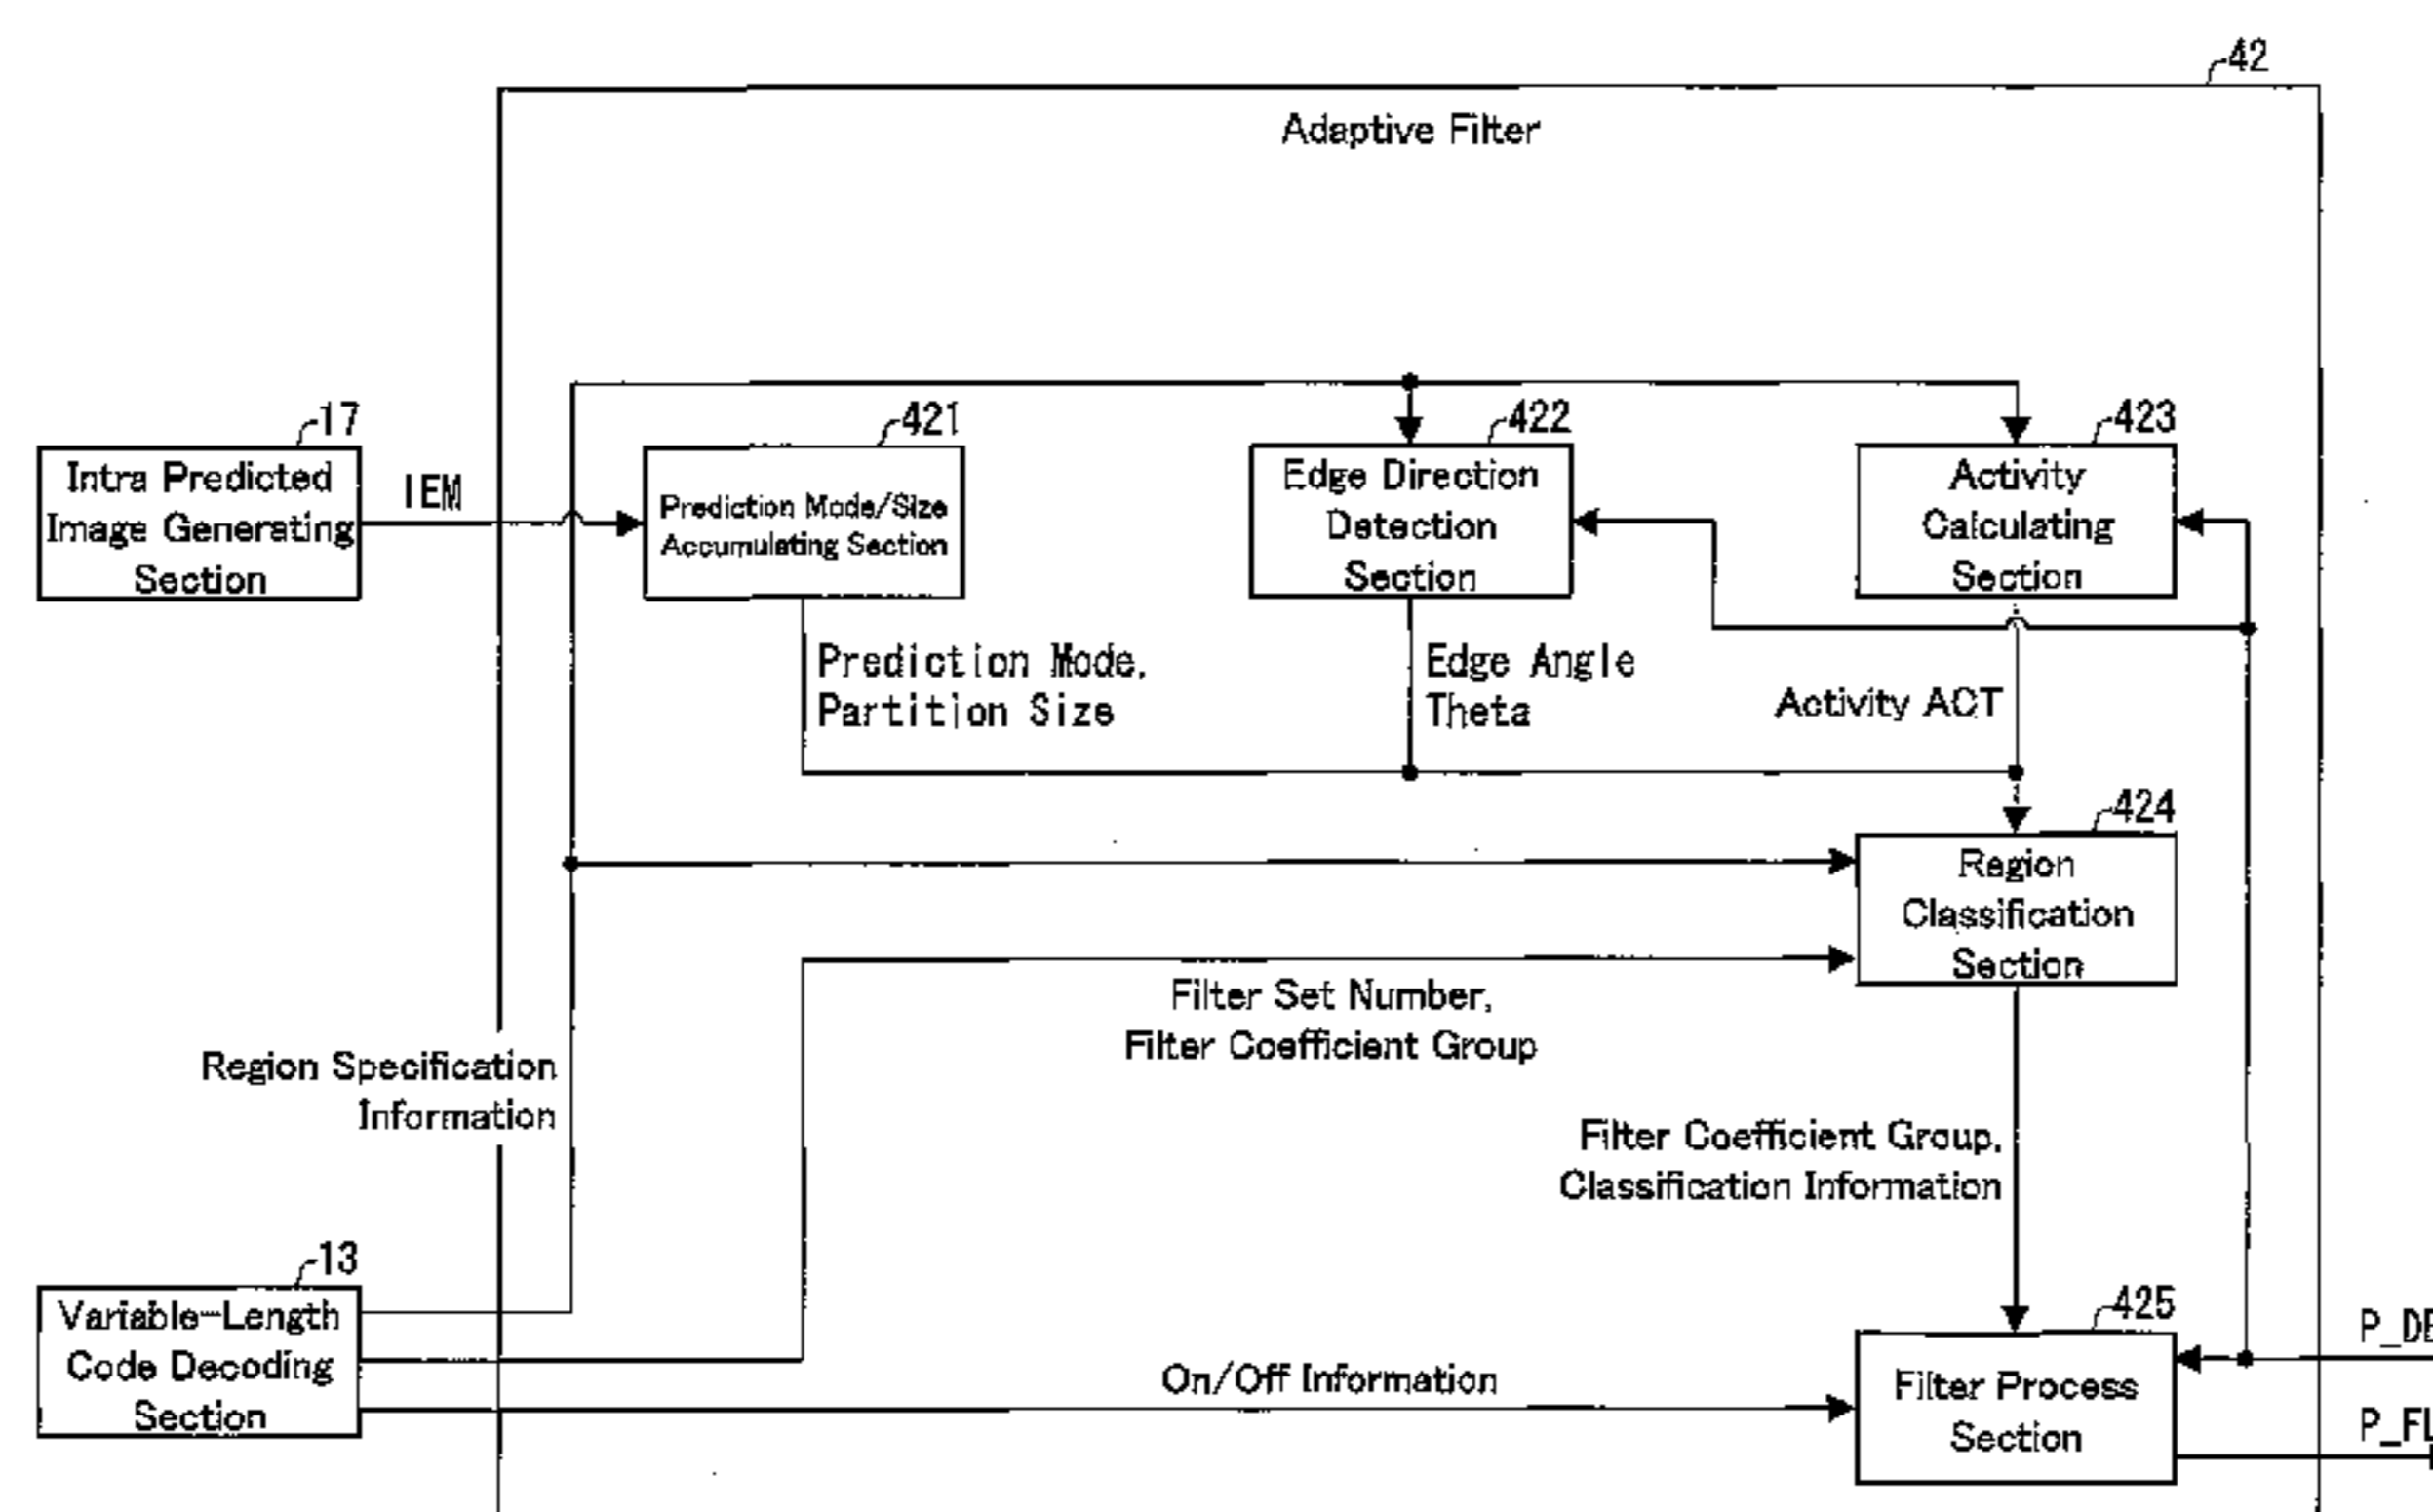 42
Adaptive Filter
17
Intra Predicted
Image Generating
Section
IEM
421
Prediction Mode/Size
Accumulating Section
422
Edge Direction
Detection
Section
423
Activity
Calculating
Section
Prediction Mode,
Partition Size
Edge Angle
Theta
Activity ACT
424
Region
Classification
Section
Filter Set Number,
Filter Coefficient Group
Region Specification
Information
Filter Coefficient Group,
Classification Information
13
Variable-Length
Code Decoding
Section
On/Off Information
425
Filter Process
Section